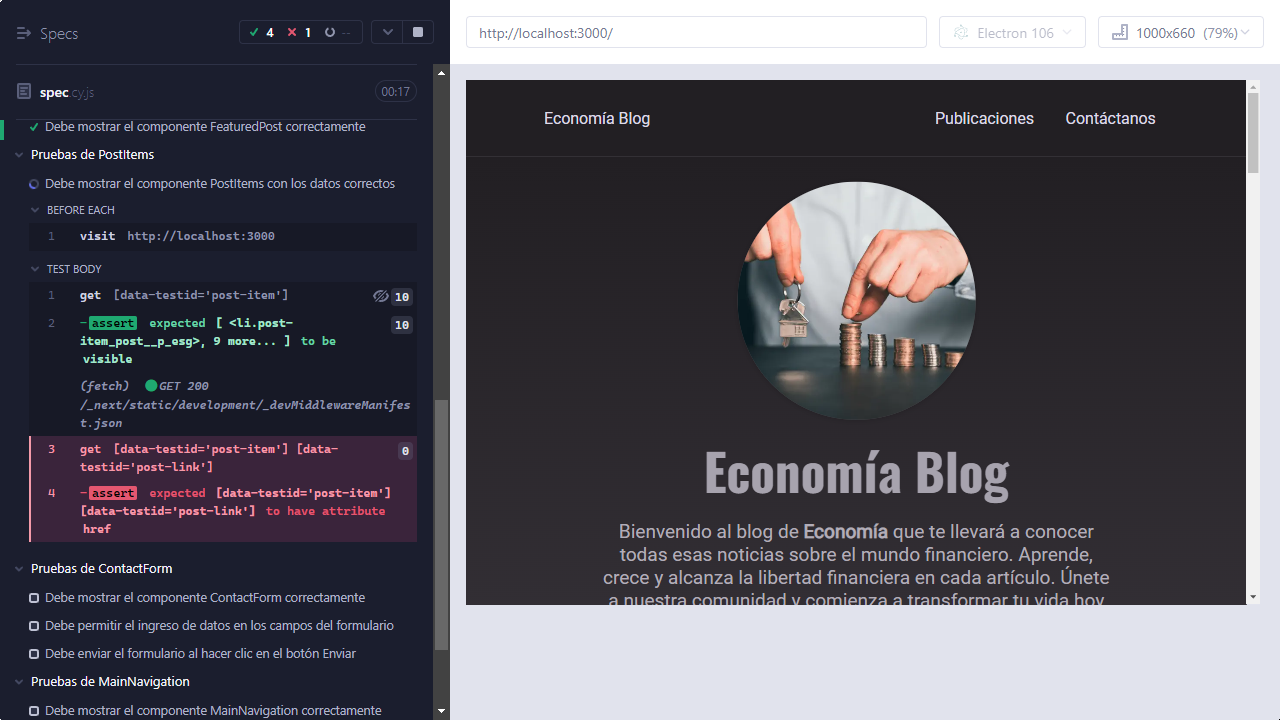 Specs
4
1
--
spec.cy.js
00:17
Debe mostrar el componente FeaturedPost correctamente
Pruebas de PostItems
Debe mostrar el componente PostItems con los datos correctos
BEFORE EACH
1 visit http://localhost:3000
TEST BODY
1 get [data-testid='post-item'] 10
2 -assert expected [ <li.post- 10
item_post__p_esg>, 9 more... ] to be
visible
(fetch) GET 200
/_next/static/development/_devMiddlewareManifes
t.json
3 get [data-testid='post-item'] [data- 0
testid='post-link']
4 -assert expected [data-testid='post-item']
[data-testid='post-link'] to have attribute
href
Pruebas de ContactForm
Debe mostrar el componente ContactForm correctamente
Debe permitir el ingreso de datos en los campos del formulario
Debe enviar el formulario al hacer clic en el botón Enviar
Pruebas de MainNavigation
Debe mostrar el componente MainNavigation correctamente
http://localhost:3000/
Electron 106
1000x660 (79%)
Economía Blog
Publicaciones
Contáctanos
Economía Blog
Bienvenido al blog de Economía que te llevará a conocer
todas esas noticias sobre el mundo financiero. Aprende,
crece y alcanza la libertad financiera en cada artículo. Únete
a nuestra comunidad y comienza a transformar tu vida hoy